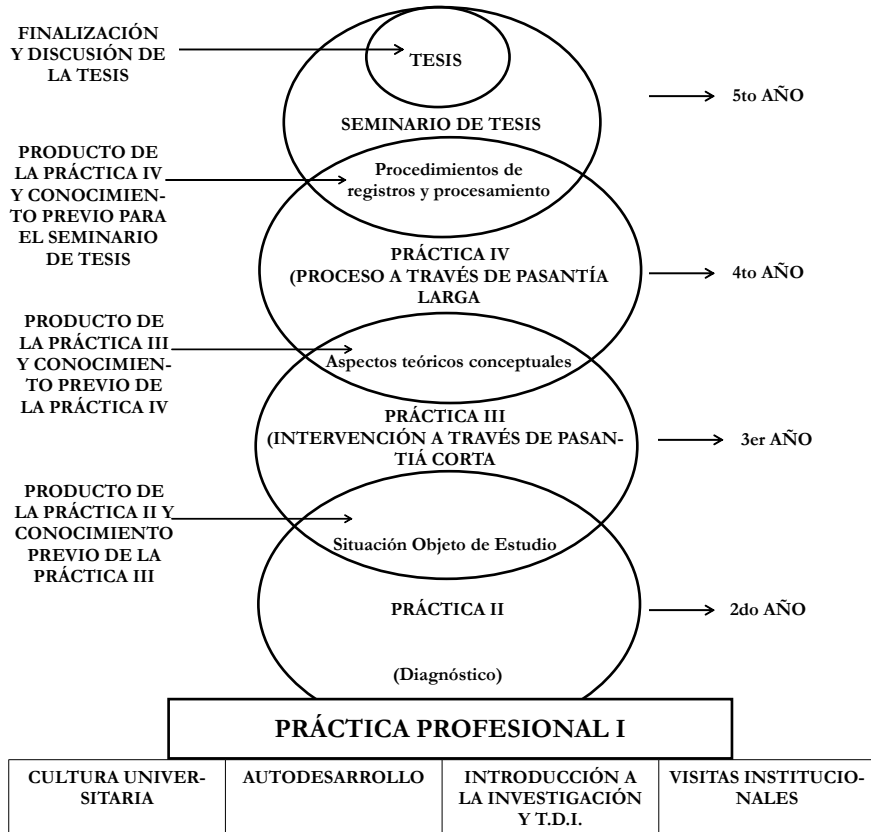 FINALIZACIÓN
Y DISCUSIÓN DE
LA TESIS
TESIS
5to AÑO
SEMINARIO DE TESIS
PRODUCTO DE
LA PRÁCTICA IV
Y CONOCIMIEN-
TO PREVIO PARA
EL SEMINARIO
DE TESIS
Procedimientos de
registros y procesamiento
PRÁCTICA IV
(PROCESO A TRAVÉS DE PASANTÍA
LARGA
4to AÑO
PRODUCTO DE
LA PRÁCTICA III
Y CONOCIMIEN-
TO PREVIO DE
LA PRÁCTICA IV
Aspectos teóricos conceptuales
PRÁCTICA III
(INTERVENCIÓN A TRAVÉS DE PASAN-
TIÁ CORTA
3er AÑO
PRODUCTO DE
LA PRÁCTICA II Y
CONOCIMIENTO
PREVIO DE LA
PRÁCTICA III
Situación Objeto de Estudio
PRÁCTICA II
2do AÑO
(Diagnóstico)
PRÁCTICA PROFESIONAL I
CULTURA UNIVER-
SITARIA
AUTODESARROLLO
INTRODUCCIÓN A
LA INVESTIGACIÓN
Y T.D.I.
VISITAS INSTITUCIO-
NALES